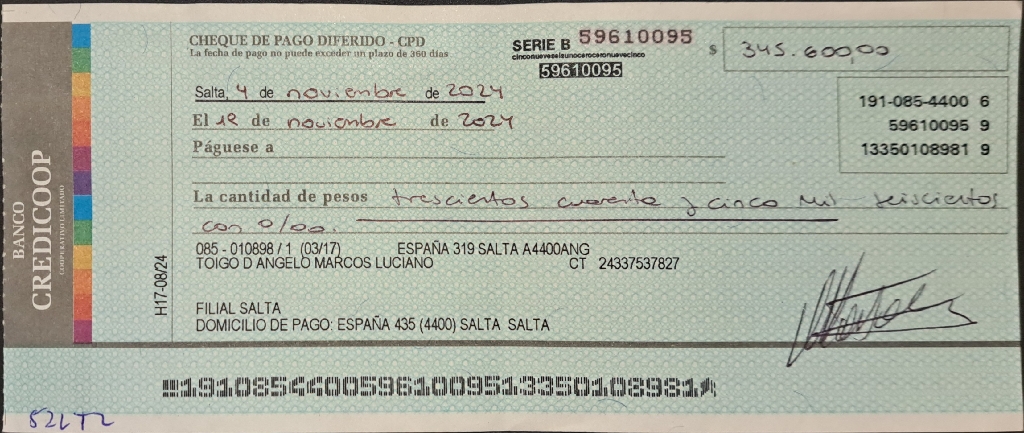 BANCO
CREDICOOP
COOPERATIVO LIMITADO
H17-08/24
CHEQUE DE PAGO DIFERIDO - CPD
La fecha de pago no puede exceder un plazo de 360 días
SERIE B 59610095
cinconueveseisunoceroceronuevecinco
59610095
$ 345.600,00
Salta, 4 de noviembre de 2024
191-085-4400 6
59610095 9
13350108981 9
El 12 de noviembre de 2024
Páguese a
La cantidad de pesos trescientos cuarenta y cinco mil seiscientos
con 0/00.
085 - 010898 / 1 (03/17) ESPAÑA 319 SALTA A4400ANG
TOIGO D ANGELO MARCOS LUCIANO CT 24337537827
FILIAL SALTA
DOMICILIO DE PAGO: ESPAÑA 435 (4400) SALTA SALTA
19108544005961009513350108981